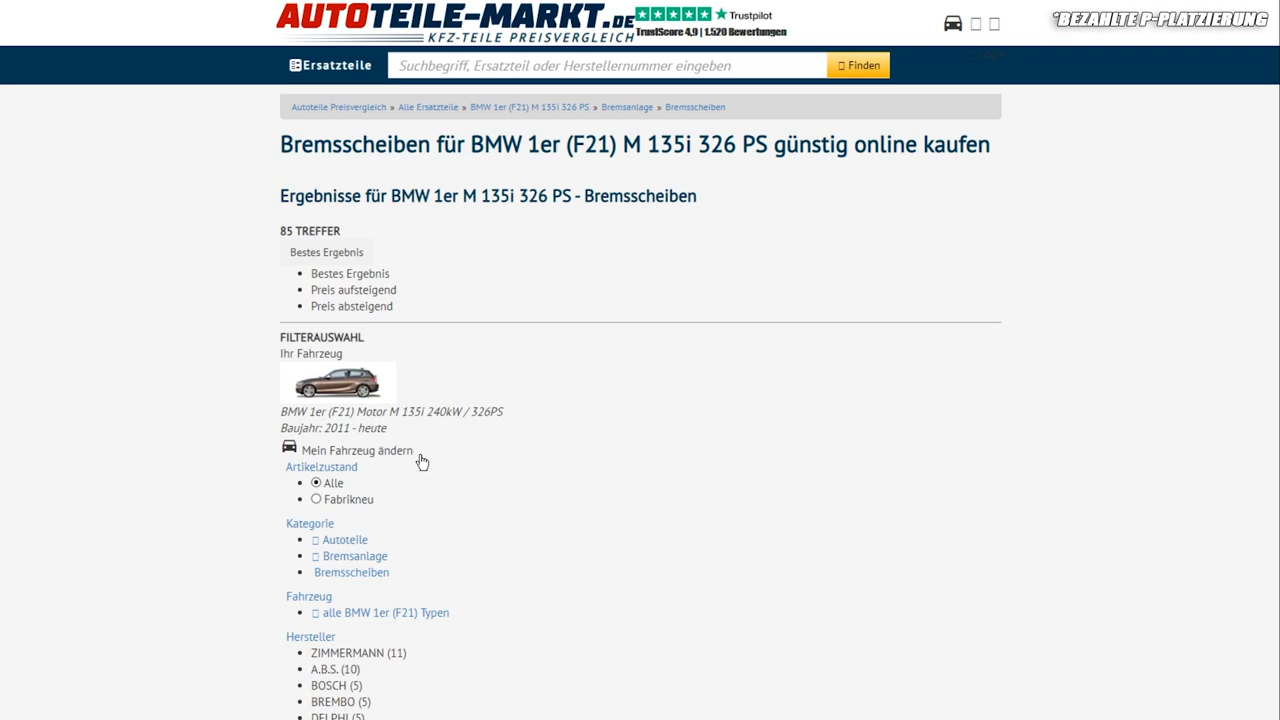 AUTOTEILE-MARKT.DE
KFZ-TEILE PREISVERGLEICH
Trustpilot
TrustScore 4,9 | 1.520 Bewertungen
*BEZAHLTE P-PLATZIERUNG
Ersatzteile
Suchbegriff, Ersatzteil oder Herstellernummer eingeben
Finden
Autoteile Preisvergleich » Alle Ersatzteile » BMW 1er (F21) M 135i 326 PS » Bremsanlage » Bremsscheiben
Bremsscheiben für BMW 1er (F21) M 135i 326 PS günstig online kaufen
Ergebnisse für BMW 1er M 135i 326 PS - Bremsscheiben
85 TREFFER
Bestes Ergebnis
Bestes Ergebnis
Preis aufsteigend
Preis absteigend
FILTERAUSWAHL
Ihr Fahrzeug
BMW 1er (F21) Motor M 135i 240kW / 326PS
Baujahr: 2011 - heute
Mein Fahrzeug ändern
Artikelzustand
Alle
Fabrikneu
Kategorie
Autoteile
Bremsanlage
Bremsscheiben
Fahrzeug
alle BMW 1er (F21) Typen
Hersteller
ZIMMERMANN (11)
A.B.S. (10)
BOSCH (5)
BREMBO (5)
DELPHI (5)